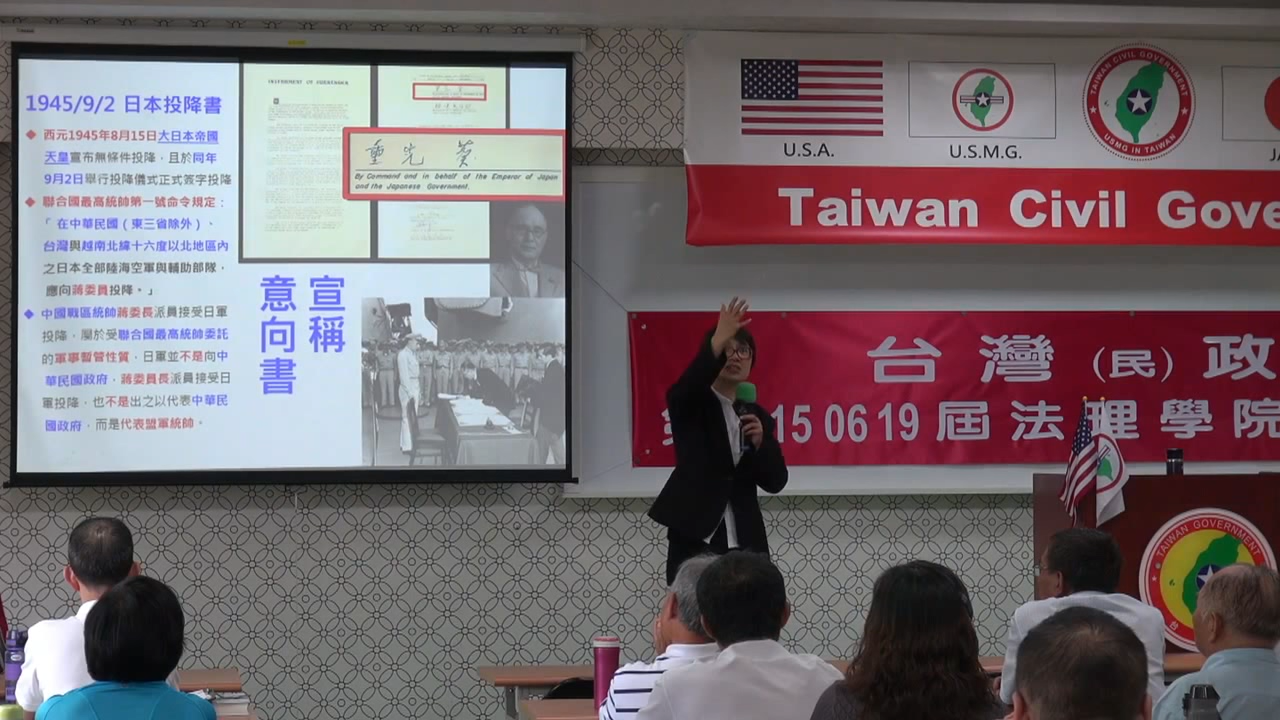 1945/9/2 日本投降書
西元1945年8月15日大日本帝國
天皇宣布無條件投降，且於同年
9月2日舉行投降儀式正式簽字投降
聯合國最高統帥第一號命令規定：
「 在中華民國（東三省除外）、
台灣與越南北緯十六度以北地區內
之日本全部陸海空軍與輔助部隊，
應向蔣委員投降。」
中國戰區統帥蔣委員長派員接受日軍
投降，屬於受聯合國最高統帥委託
的軍事暫管性質，日軍並不是向中
華民國政府，蔣委員長派員接受日
軍投降，也不是出之以代表中華民
國政府，而是代表盟軍統帥。
INSTRUMENT OF SURRENDER
重光葵
By Command and in behalf of the Emperor of Japan
and the Japanese Government.
宣稱
意向書
U.S.A.
U.S.M.G.
TAIWAN CIVIL GOVERNMENT
USMG IN TAIWAN
JA
Taiwan Civil Gove
台灣（民）政
15 06 19 屆法理學院
TAIWAN GOVERNMENT